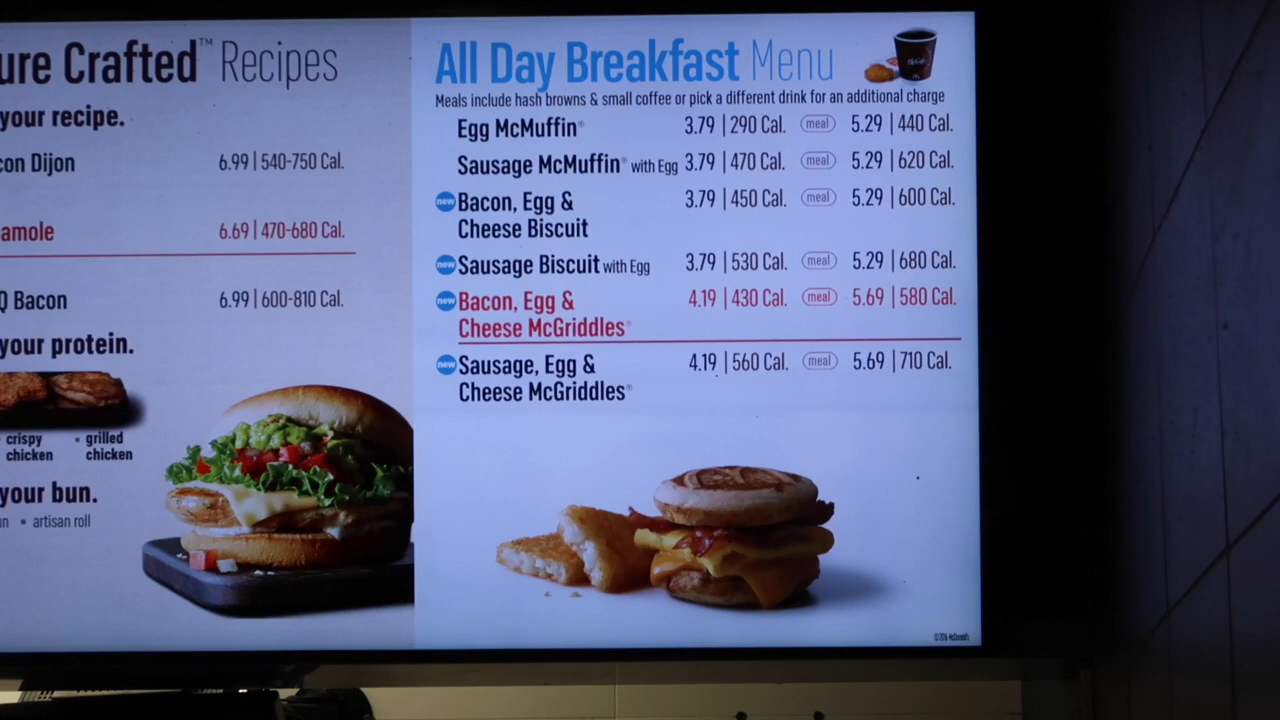 ure Crafted™ Recipes
your recipe.
con Dijon 6.99 | 540-750 Cal.
amole 6.69 | 470-680 Cal.
Q Bacon 6.99 | 600-810 Cal.
your protein.
crispy chicken • grilled chicken
your bun.
n • artisan roll
All Day Breakfast Menu
Meals include hash browns & small coffee or pick a different drink for an additional charge
Egg McMuffin® 3.79 | 290 Cal. meal 5.29 | 440 Cal.
Sausage McMuffin® with Egg 3.79 | 470 Cal. meal 5.29 | 620 Cal.
new Bacon, Egg & 3.79 | 450 Cal. meal 5.29 | 600 Cal.
Cheese Biscuit
new Sausage Biscuit with Egg 3.79 | 530 Cal. meal 5.29 | 680 Cal.
new Bacon, Egg & 4.19 | 430 Cal. meal 5.69 | 580 Cal.
Cheese McGriddles®
new Sausage, Egg & 4.19 | 560 Cal. meal 5.69 | 710 Cal.
Cheese McGriddles®
©2016 McDonald's